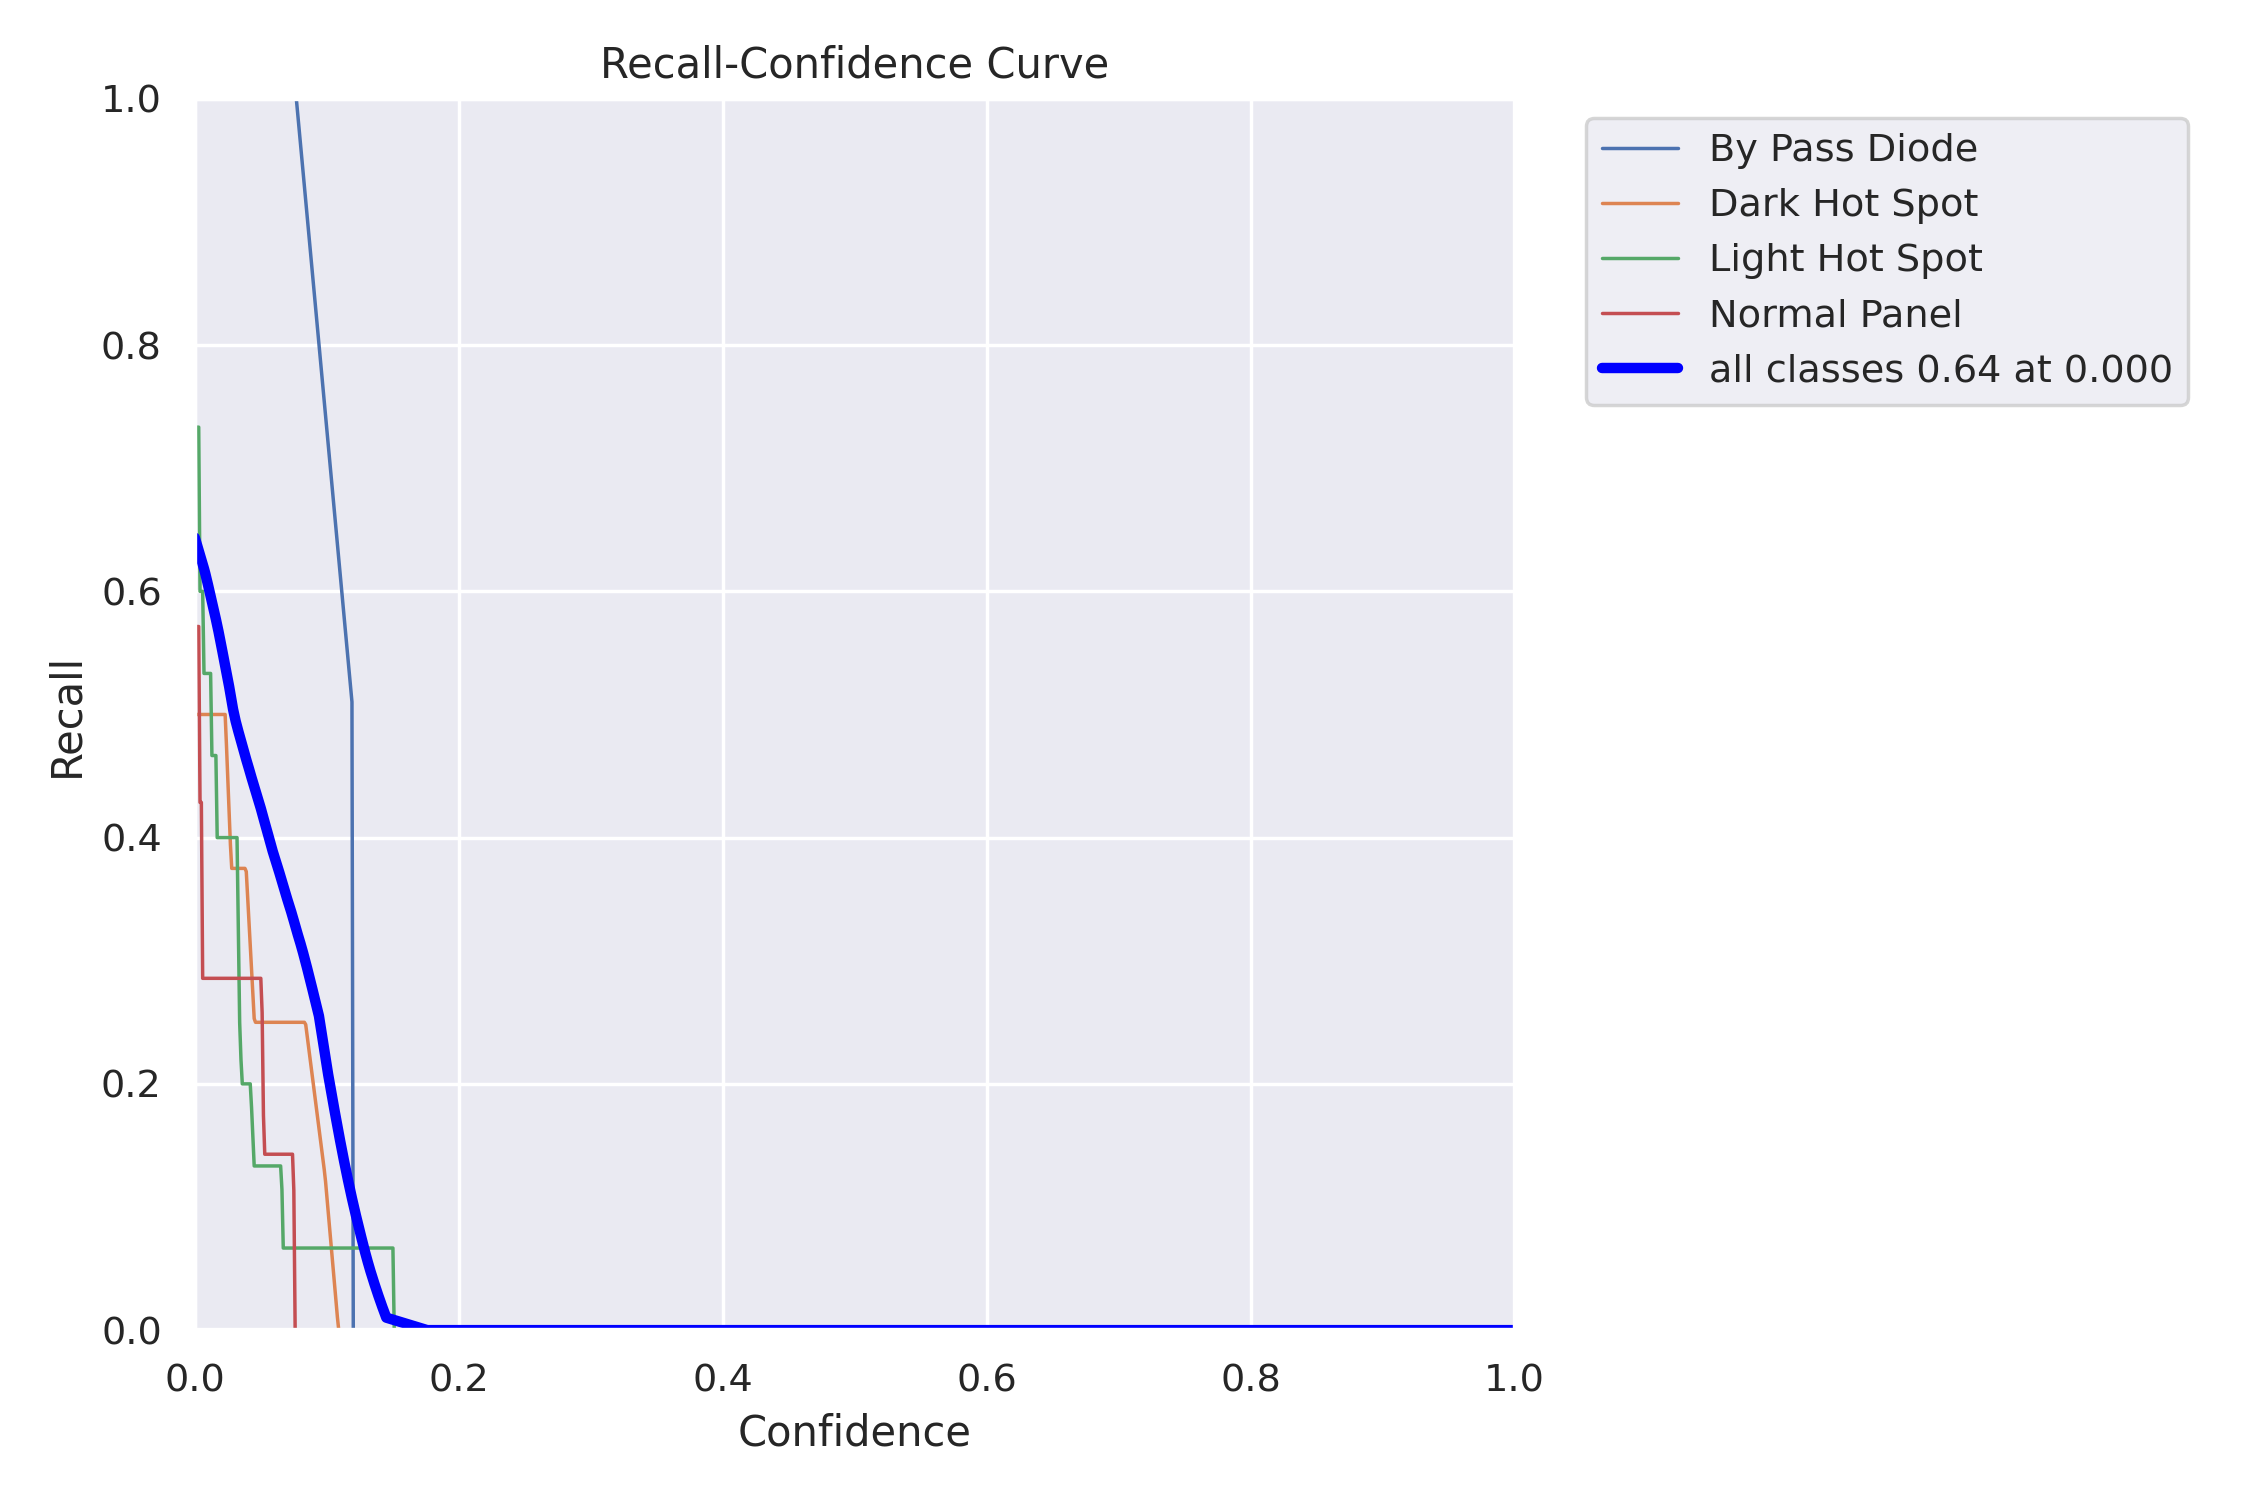 Recall-Confidence Curve
1.0
0.8
0.6
0.4
0.2
0.0
Recall
0.0 0.2 0.4 0.6 0.8 1.0
Confidence
By Pass Diode
Dark Hot Spot
Light Hot Spot
Normal Panel
all classes 0.64 at 0.000